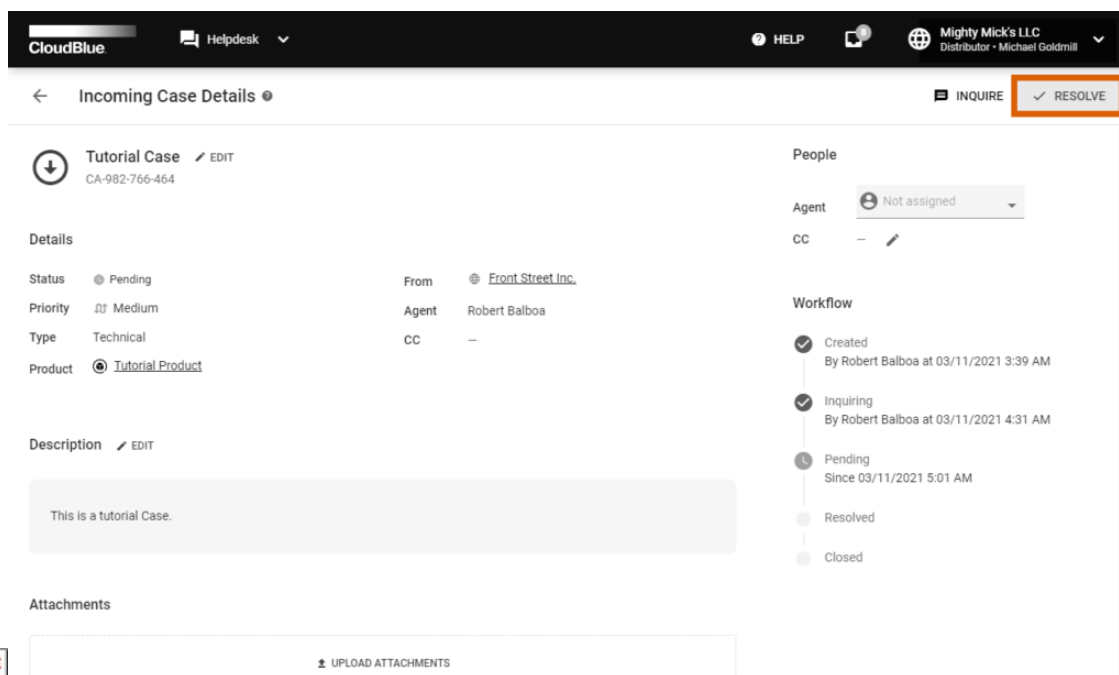 CloudBlue
Helpdesk
HELP
8
Mighty Mick's LLC
Distributor • Michael Goldmill
Incoming Case Details
INQUIRE
RESOLVE
Tutorial Case EDIT
CA-982-766-464
Details
Status Pending
Priority Medium
Type Technical
Product Tutorial Product
From Front Street Inc.
Agent Robert Balboa
CC –
Description EDIT
This is a tutorial Case.
Attachments
UPLOAD ATTACHMENTS
People
Agent Not assigned
CC –
Workflow
Created
By Robert Balboa at 03/11/2021 3:39 AM
Inquiring
By Robert Balboa at 03/11/2021 4:31 AM
Pending
Since 03/11/2021 5:01 AM
Resolved
Closed